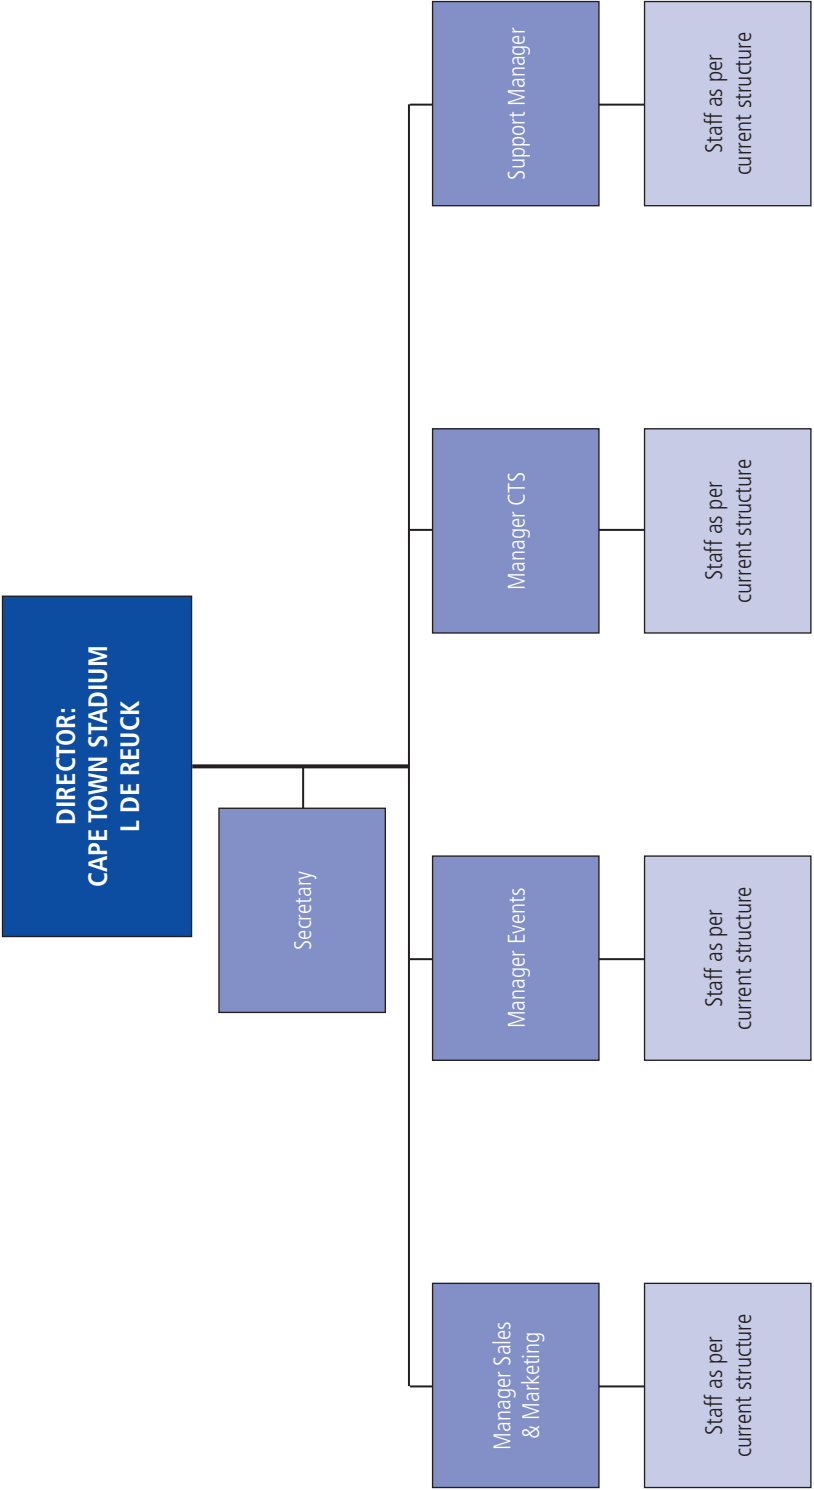 DIRECTOR:
CAPE TOWN STADIUM
L DE REUCK
Secretary
Manager Sales
& Marketing
Manager Events
Manager CTS
Support Manager
Staff as per
current structure
Staff as per
current structure
Staff as per
current structure
Staff as per
current structure